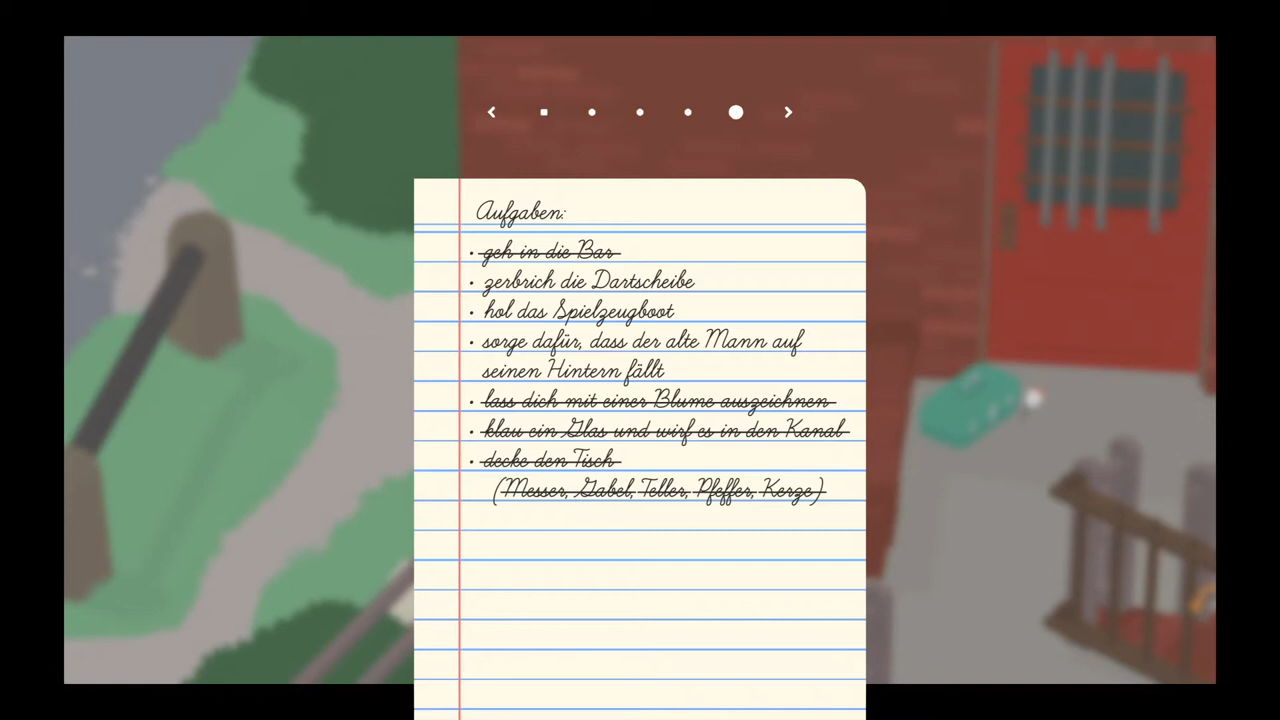 Aufgaben:
· geh in die Bar
· zerbrich die Dartscheibe
· hol das Spielzeugboot
· sorge dafür, dass der alte Mann auf
seinen Hintern fällt
· lass dich mit einer Blume auszeichnen
· klau ein Glas und wirf es in den Kanal
· decke den Tisch
(Messer, Gabel, Teller, Pfeffer, Kerze)